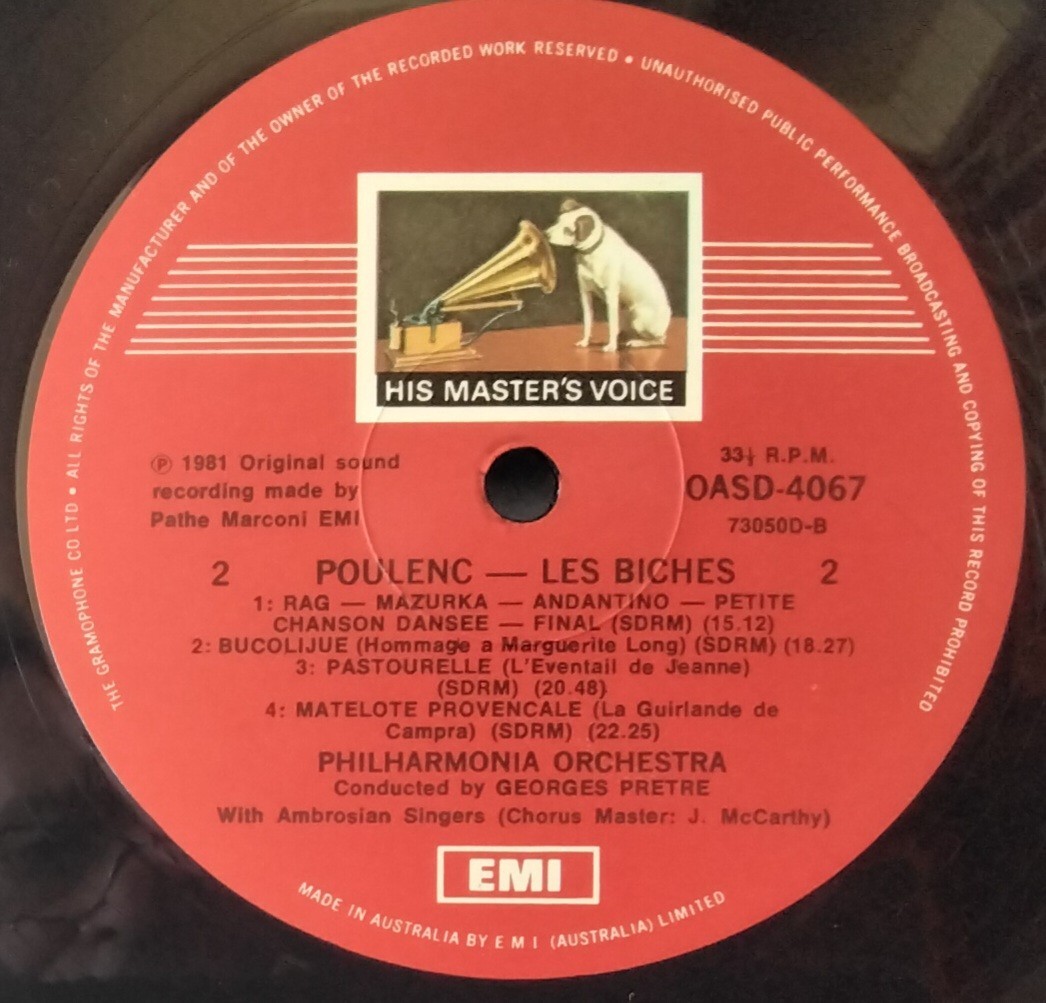 THE GRAMOPHONE CO LTD • ALL RIGHTS OF THE MANUFACTURER AND OF THE OWNER OF THE RECORDED WORK RESERVED • UNAUTHORISED PUBLIC PERFORMANCE BROADCASTING AND COPYING OF THIS RECORD PROHIBITED
HIS MASTER'S VOICE
℗ 1981 Original sound
recording made by
Pathe Marconi EMI
33⅓ R.P.M.
OASD-4067
73050D-B
2 POULENC — LES BICHES 2
1: RAG — MAZURKA — ANDANTINO — PETITE
CHANSON DANSEE — FINAL (SDRM) (15.12)
2: BUCOLIJUE (Hommage a Marguerite Long) (SDRM) (18.27)
3: PASTOURELLE (L'Eventail de Jeanne)
(SDRM) (20.48)
4: MATELOTE PROVENCALE (La Guirlande de
Campra) (SDRM) (22.25)
PHILHARMONIA ORCHESTRA
Conducted by GEORGES PRETRE
With Ambrosian Singers (Chorus Master: J. McCarthy)
EMI
MADE IN AUSTRALIA BY E M I (AUSTRALIA) LIMITED